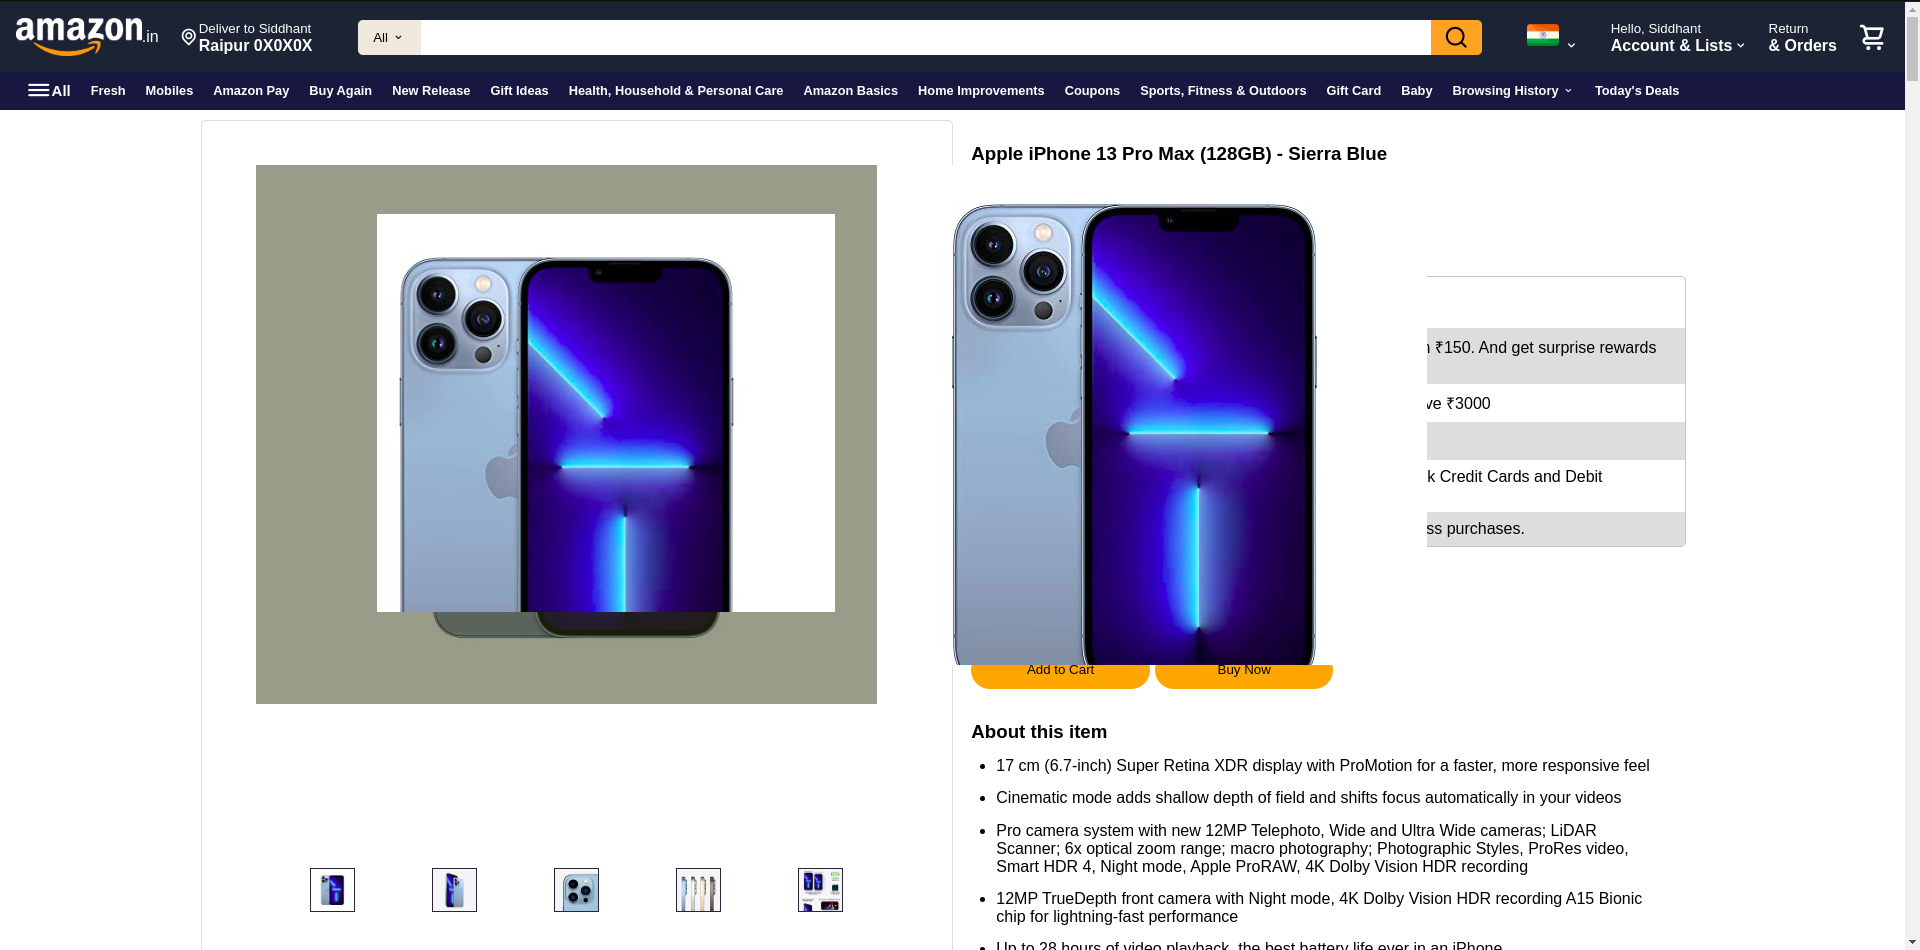 amazon.in
Deliver to Siddhant
Raipur 0X0X0X
All
Hello, Siddhant
Account & Lists
Return
& Orders
All Fresh Mobiles Amazon Pay Buy Again New Release Gift Ideas Health, Household & Personal Care Amazon Basics Home Improvements Coupons Sports, Fitness & Outdoors Gift Card Baby Browsing History Today's Deals
Apple iPhone 13 Pro Max (128GB) - Sierra Blue
₹150. And get surprise rewards
₹3000
Credit Cards and Debit
purchases.
Add to Cart Buy Now
About this item
• 17 cm (6.7-inch) Super Retina XDR display with ProMotion for a faster, more responsive feel
• Cinematic mode adds shallow depth of field and shifts focus automatically in your videos
• Pro camera system with new 12MP Telephoto, Wide and Ultra Wide cameras; LiDAR
Scanner; 6x optical zoom range; macro photography; Photographic Styles, ProRes video,
Smart HDR 4, Night mode, Apple ProRAW, 4K Dolby Vision HDR recording
• 12MP TrueDepth front camera with Night mode, 4K Dolby Vision HDR recording A15 Bionic
chip for lightning-fast performance
• Up to 28 hours of video playback, the best battery life ever in an iPhone